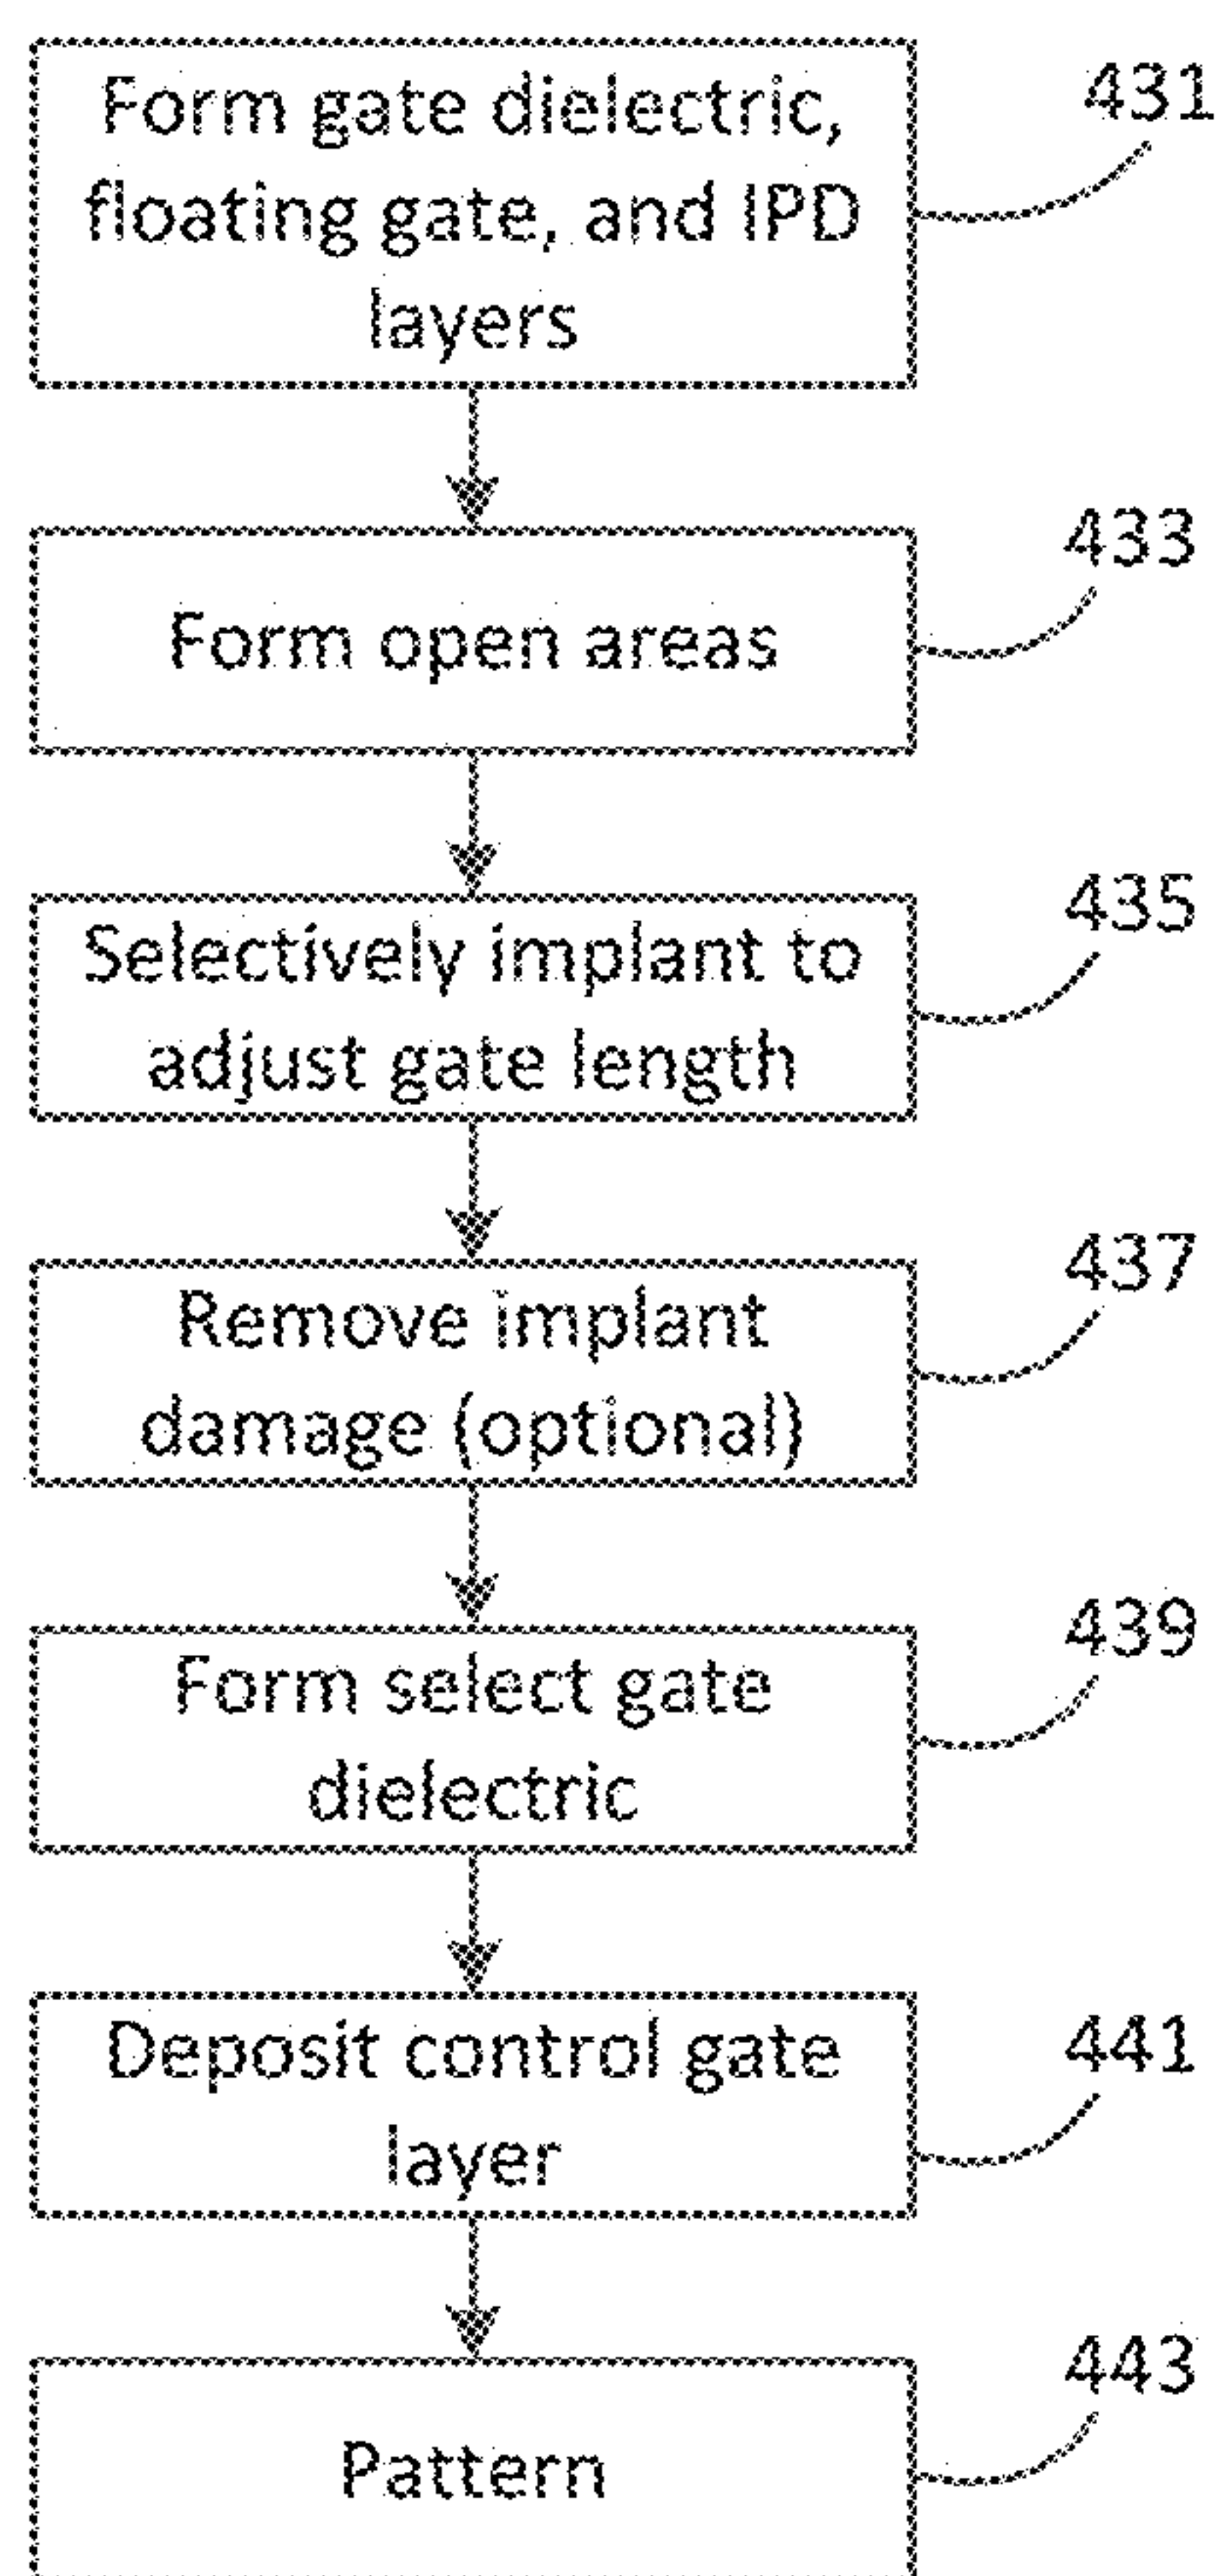 Form gate dielectric,
floating gate, and IPD
layers
431
Form open areas
433
Selectively implant to
adjust gate length
435
Remove implant
damage (optional)
437
Form select gate
dielectric
439
Deposit control gate
layer
441
Pattern
443